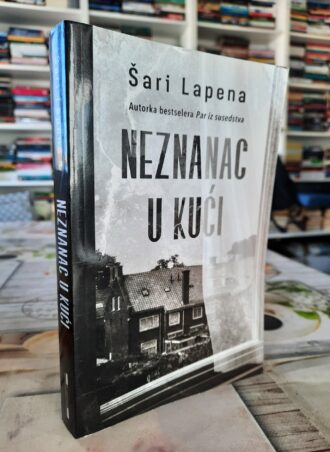 Šari Lapena
Autorka bestselera Par iz susedstva
NEZNANAC
U KUĆI
NEZNANAC U KUĆI